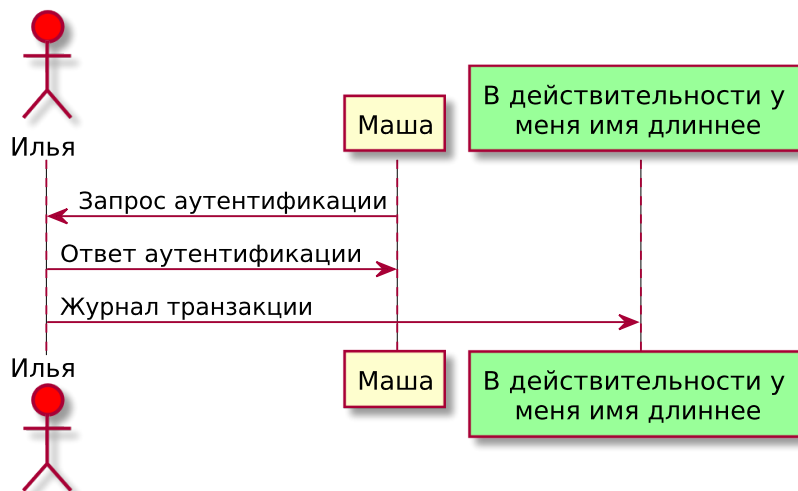 В действительности у
меня имя длиннее
Маша
Илья
Запрос аутентификации
Ответ аутентификации
Журнал транзакции
Илья
Маша
В действительности у
меня имя длиннее